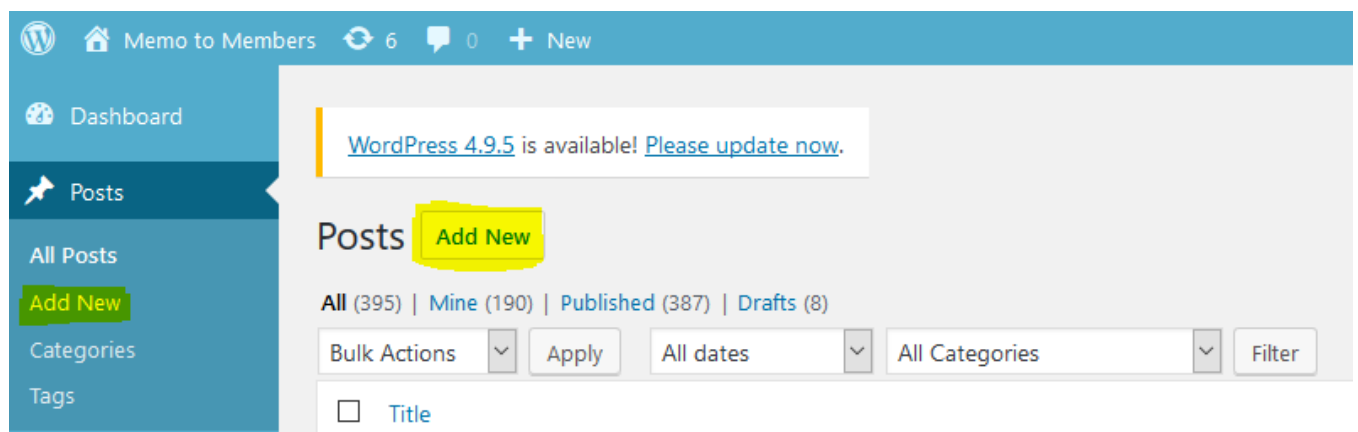 Memo to Members 6 0 + New
Dashboard
WordPress 4.9.5 is available! Please update now.
Posts
Posts Add New
All Posts
Add New
All (395) | Mine (190) | Published (387) | Drafts (8)
Categories
Bulk Actions Apply All dates All Categories Filter
Tags
Title